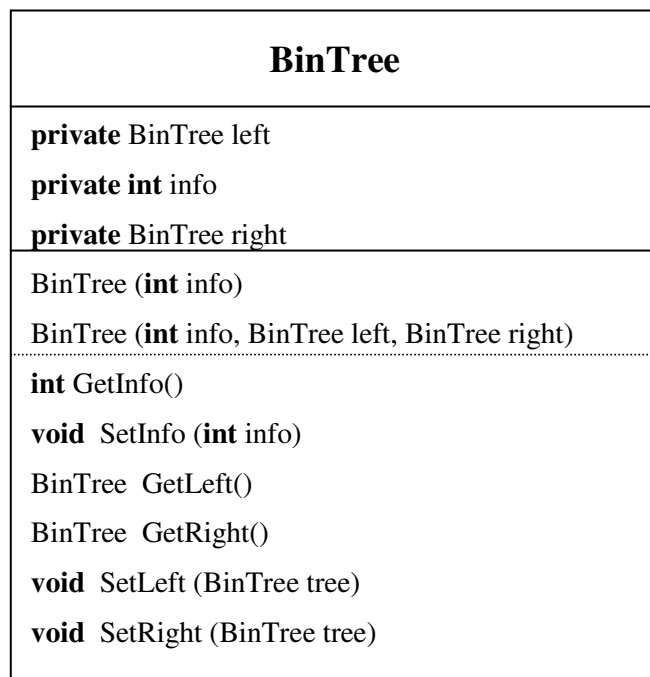 BinTree
private BinTree left
private int info
private BinTree right
BinTree (int info)
BinTree (int info, BinTree left, BinTree right)
int GetInfo()
void SetInfo (int info)
BinTree GetLeft()
BinTree GetRight()
void SetLeft (BinTree tree)
void SetRight (BinTree tree)